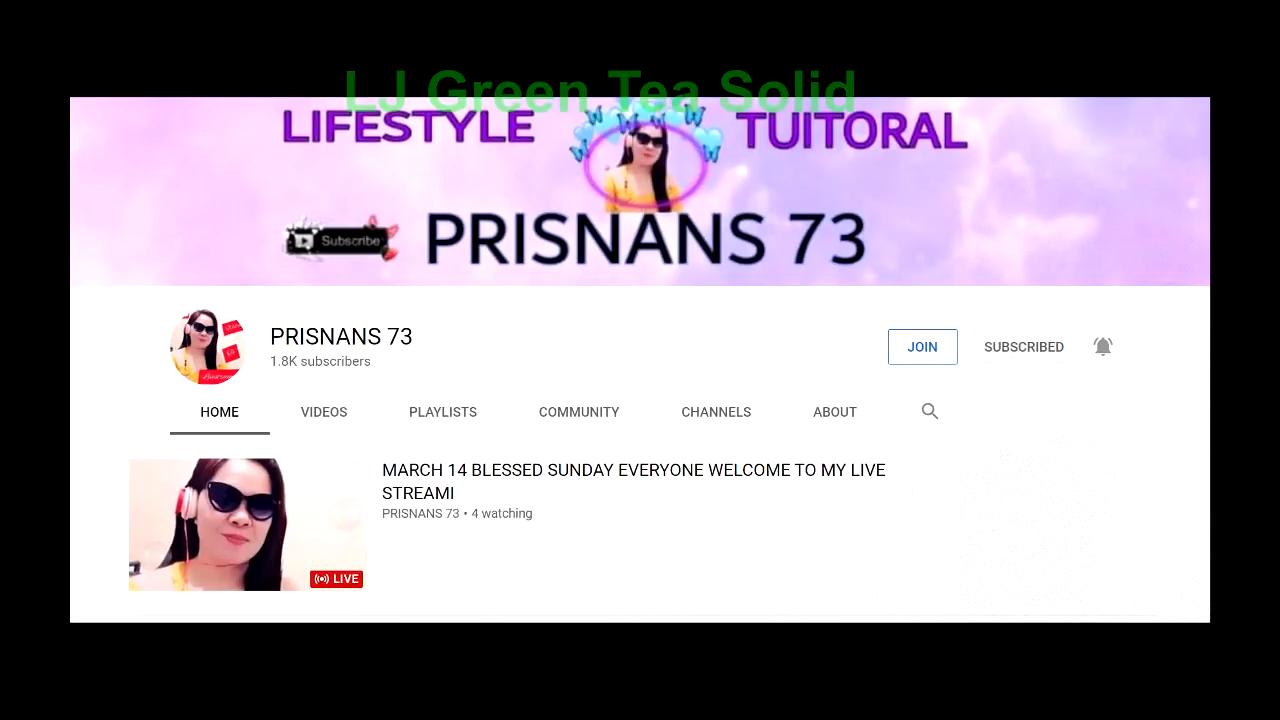 LJ Green Tea Solid
LIFESTYLE
TUITORAL
Subscribe
PRISNANS 73
PRISNANS 73
1.8K subscribers
JOIN
SUBSCRIBED
HOME
VIDEOS
PLAYLISTS
COMMUNITY
CHANNELS
ABOUT
MARCH 14 BLESSED SUNDAY EVERYONE WELCOME TO MY LIVE
STREAMI
PRISNANS 73 • 4 watching
LIVE